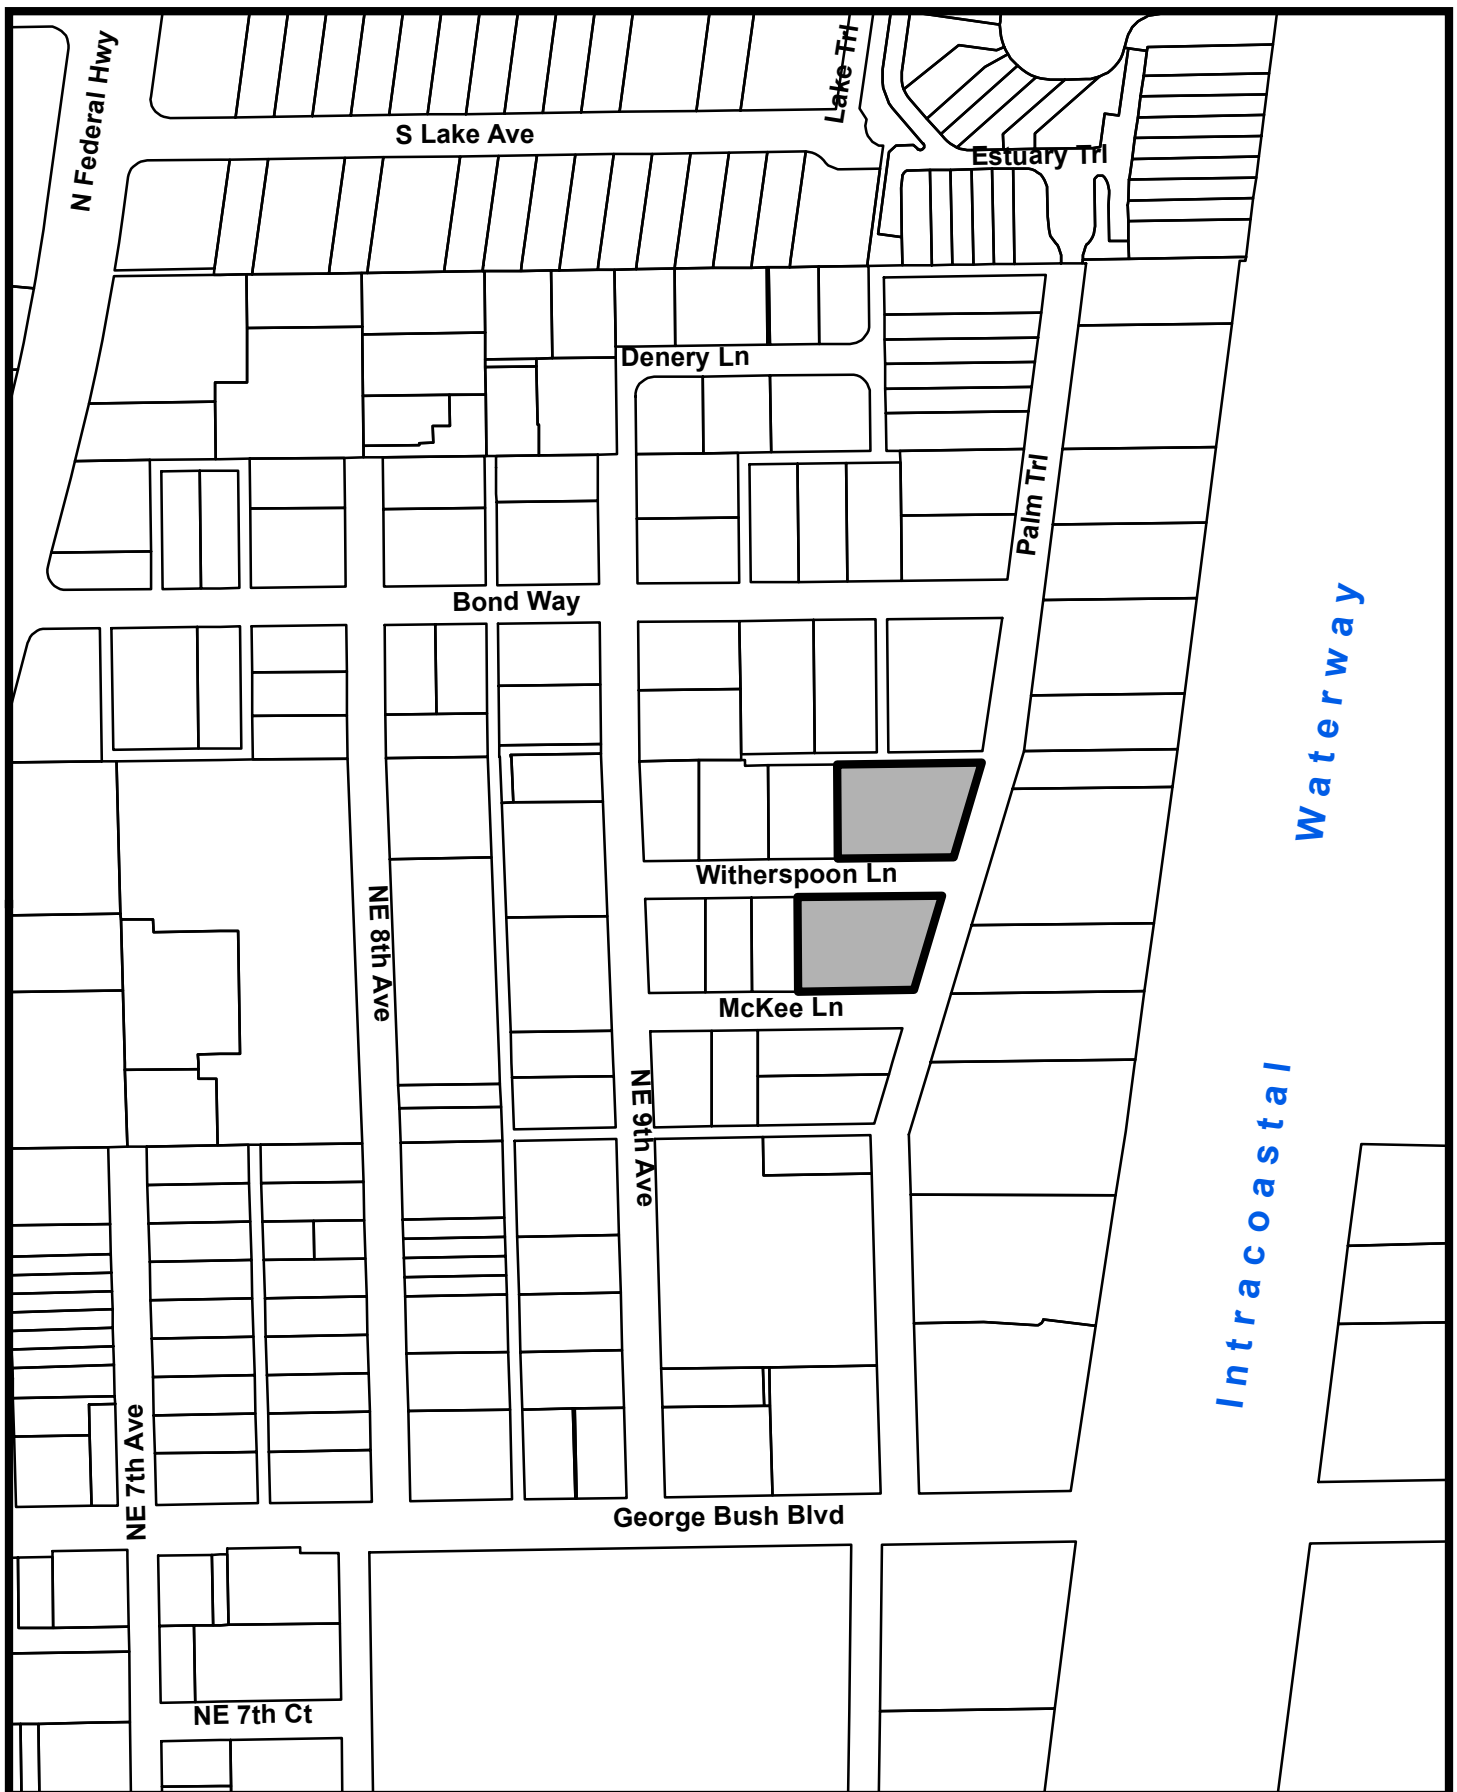 N Federal Hwy
S Lake Ave
Lake Trl
Estuary Trl
Denery Ln
Palm Trl
Bond Way
Waterway
Witherspoon Ln
NE 8th Ave
McKee Ln
NE 9th Ave
Intracoastal
NE 7th Ave
George Bush Blvd
NE 7th Ct